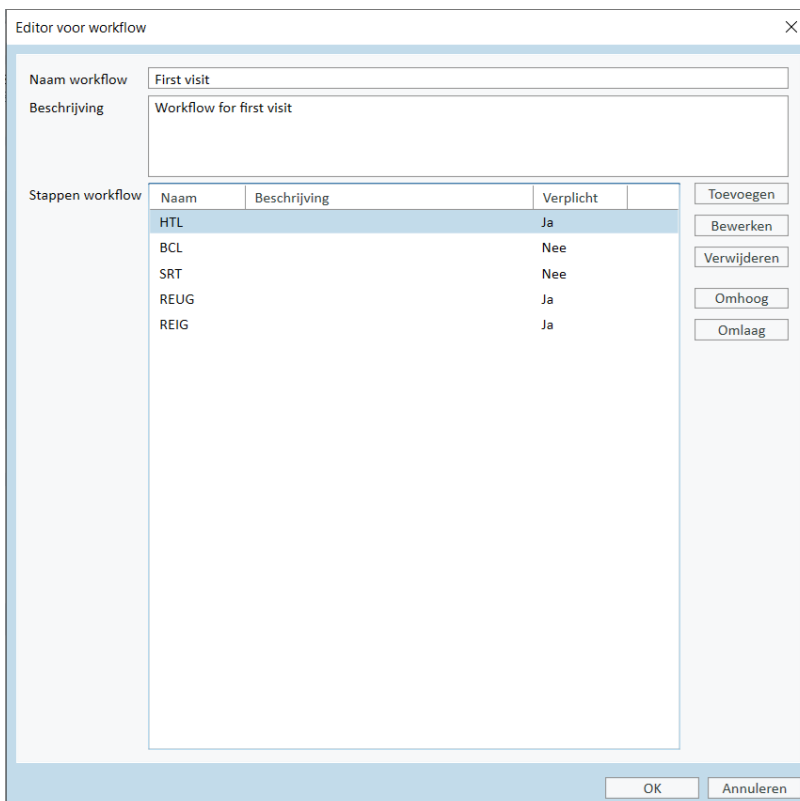 Editor voor workflow
Naam workflow First visit
Beschrijving Workflow for first visit
Stappen workflow
Naam Beschrijving Verplicht
HTL Ja
BCL Nee
SRT Nee
REUG Ja
REIG Ja
Toevoegen
Bewerken
Verwijderen
Omhoog
Omlaag
OK Annuleren